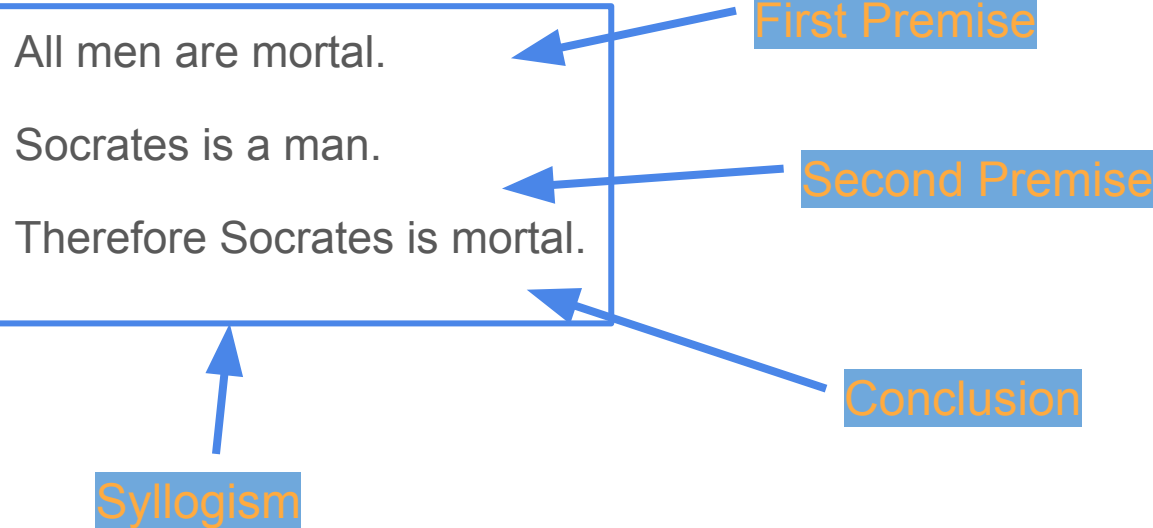 First Premise
All men are mortal.
Socrates is a man.
Second Premise
Therefore Socrates is mortal.
Conclusion
Syllogism